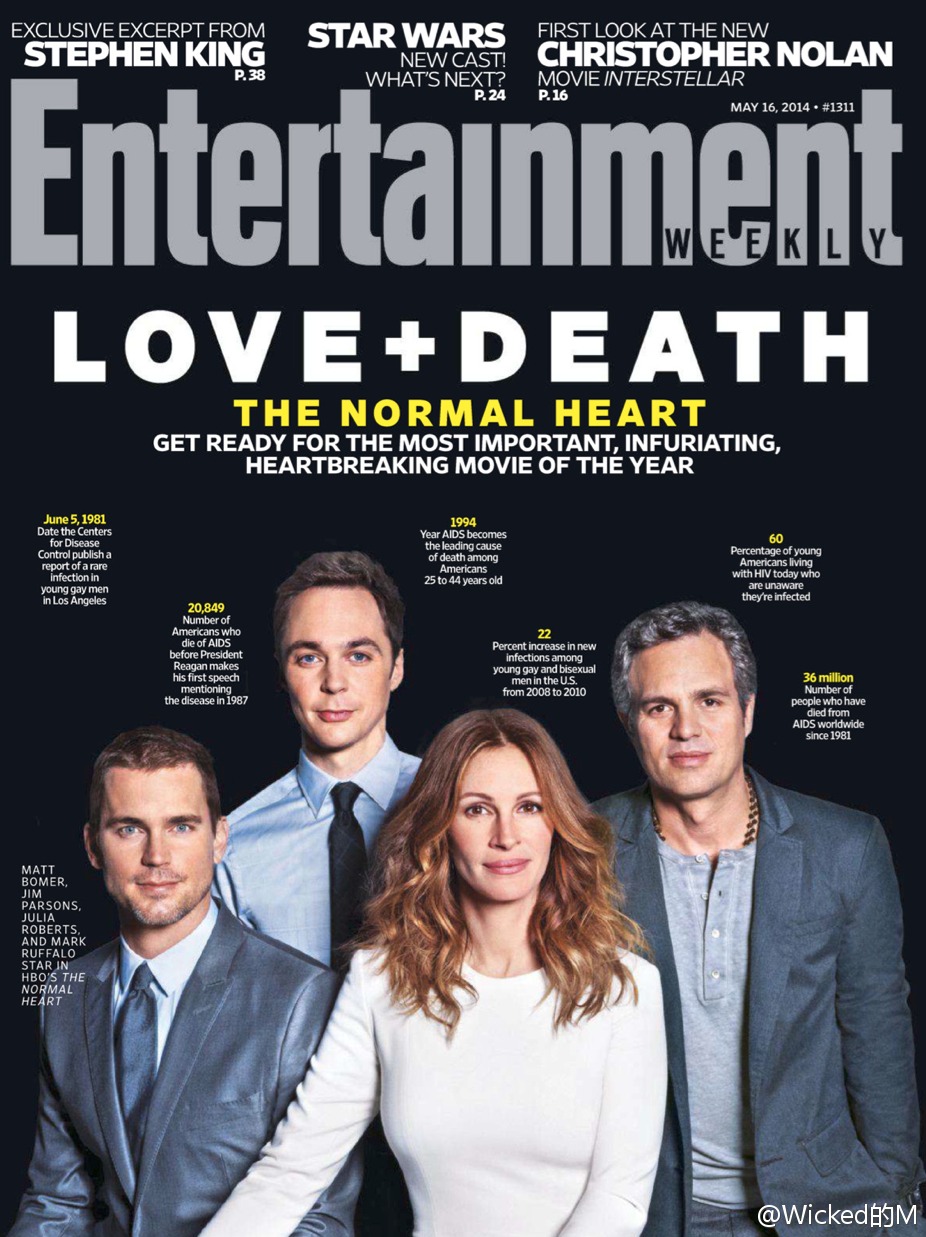 EXCLUSIVE EXCERPT FROM
STEPHEN KING
P. 38
STAR WARS
NEW CAST!
WHAT'S NEXT?
P. 24
FIRST LOOK AT THE NEW
CHRISTOPHER NOLAN
MOVIE INTERSTELLAR
P. 16
MAY 16, 2014 • #1311
Entertainment
WEEKLY
LOVE+DEATH
THE NORMAL HEART
GET READY FOR THE MOST IMPORTANT, INFURIATING,
HEARTBREAKING MOVIE OF THE YEAR
June 5, 1981
Date the Centers
for Disease
Control publish a
report of a rare
infection in
young gay men
in Los Angeles
20,849
Number of
Americans who
die of AIDS
before President
Reagan makes
his first speech
mentioning
the disease in 1987
1994
Year AIDS becomes
the leading cause
of death among
Americans
25 to 44 years old
22
Percent increase in new
infections among
young gay and bisexual
men in the U.S.
from 2008 to 2010
60
Percentage of young
Americans living
with HIV today who
are unaware
they're infected
36 million
Number of
people who have
died from
AIDS worldwide
since 1981
MATT
BOMER,
JIM
PARSONS,
JULIA
ROBERTS,
AND MARK
RUFFALO
STAR IN
HBO'S THE
NORMAL
HEART
@Wicked的M